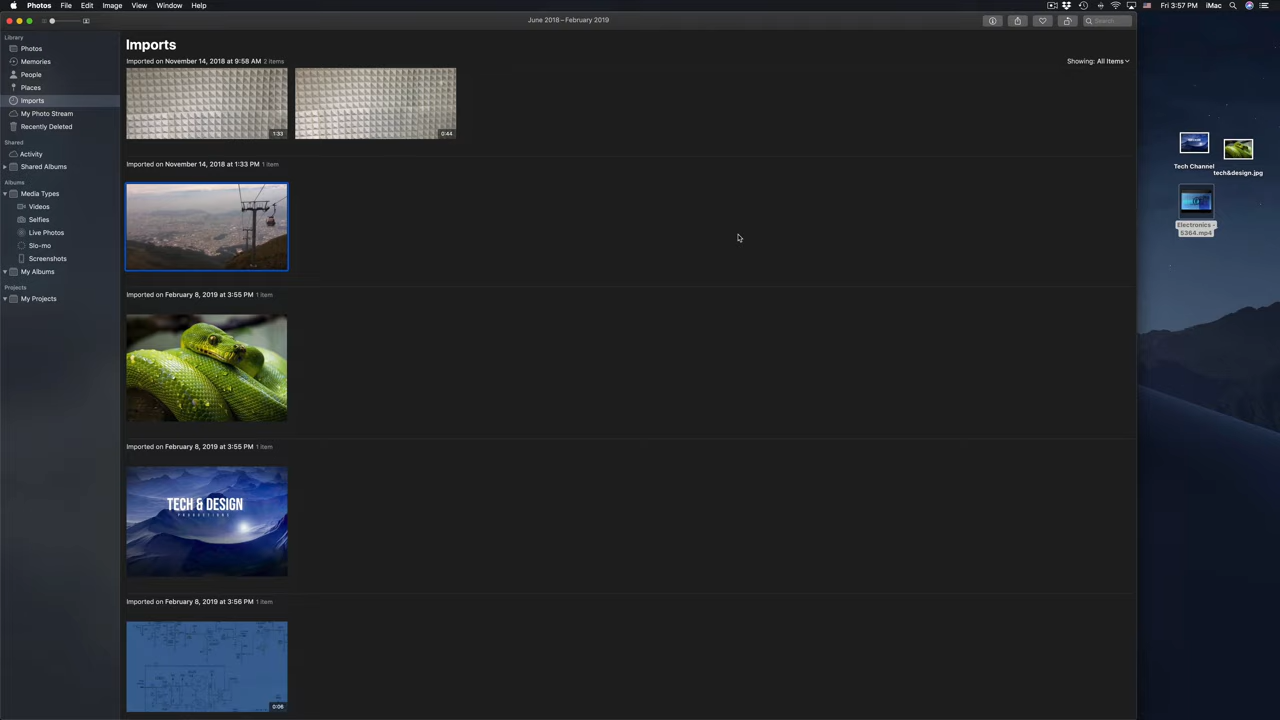 Photos File Edit Image View Window Help
Fri 3:57 PM iMac
June 2018 – February 2019
Search
Library
Photos
Memories
People
Places
Imports
My Photo Stream
Recently Deleted
Shared
Activity
Shared Albums
Albums
Media Types
Videos
Selfies
Live Photos
Slo-mo
Screenshots
My Albums
Projects
My Projects
Imports
Imported on November 14, 2018 at 9:58 AM 2 items
Showing: All Items
1:33
0:44
Imported on November 14, 2018 at 1:33 PM 1 item
Imported on February 8, 2019 at 3:55 PM 1 item
Imported on February 8, 2019 at 3:55 PM 1 item
TECH & DESIGN
PRODUCTIONS
Imported on February 8, 2019 at 3:56 PM 1 item
0:06
Tech Channel
tech&design.jpg
Electronics -
5364.mp4